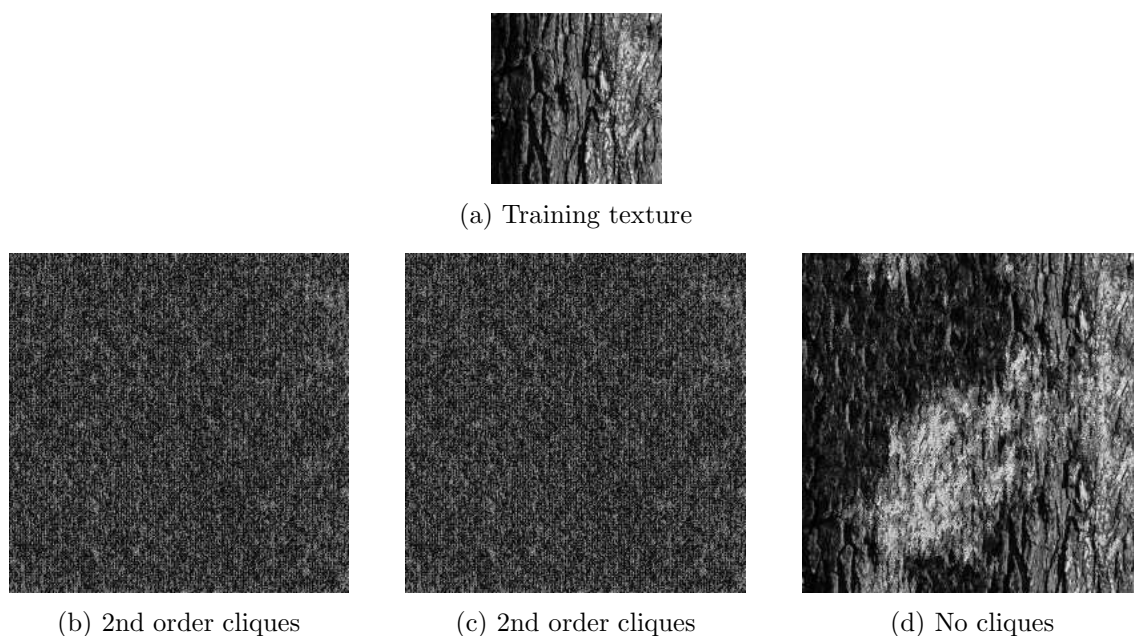 (a) Training texture
(b) 2nd order cliques
(c) 2nd order cliques
(d) No cliques